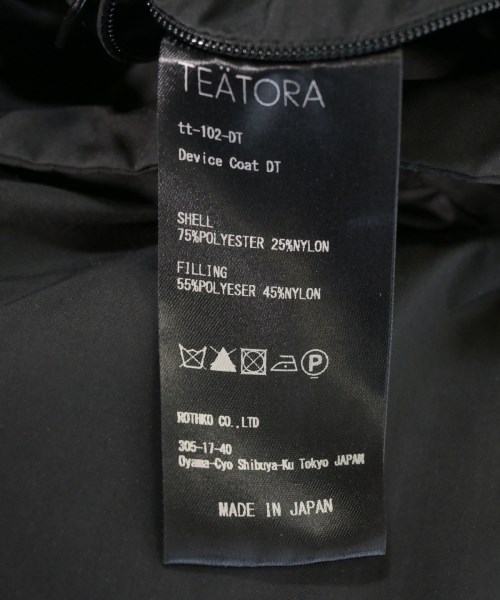 TEÄTORA
tt-102-DT
Device Coat DT
SHELL
75%POLYESTER 25%NYLON
FILLING
55%POLYESER 45%NYLON
P
ROTHKO CO.,LTD
305-17-40
Oyama-Cyo Shibuya-Ku Tokyo JAPAN
MADE IN JAPAN